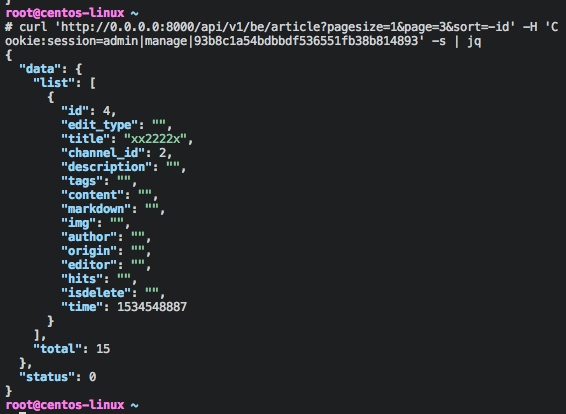 }
root@centos-linux ~
# curl 'http://0.0.0.0:8000/api/v1/be/article?pagesize=1&page=3&sort=-id' -H 'C
ookie:session=admin|manage|93b8c1a54bdbbdf536551fb38b814893' -s | jq
{
  "data": {
    "list": [
      {
        "id": 4,
        "edit_type": "",
        "title": "xx2222x",
        "channel_id": 2,
        "description": "",
        "tags": "",
        "content": "",
        "markdown": "",
        "img": "",
        "author": "",
        "origin": "",
        "editor": "",
        "hits": "",
        "isdelete": "",
        "time": 1534548887
      }
    ],
    "total": 15
  },
  "status": 0
}
root@centos-linux ~